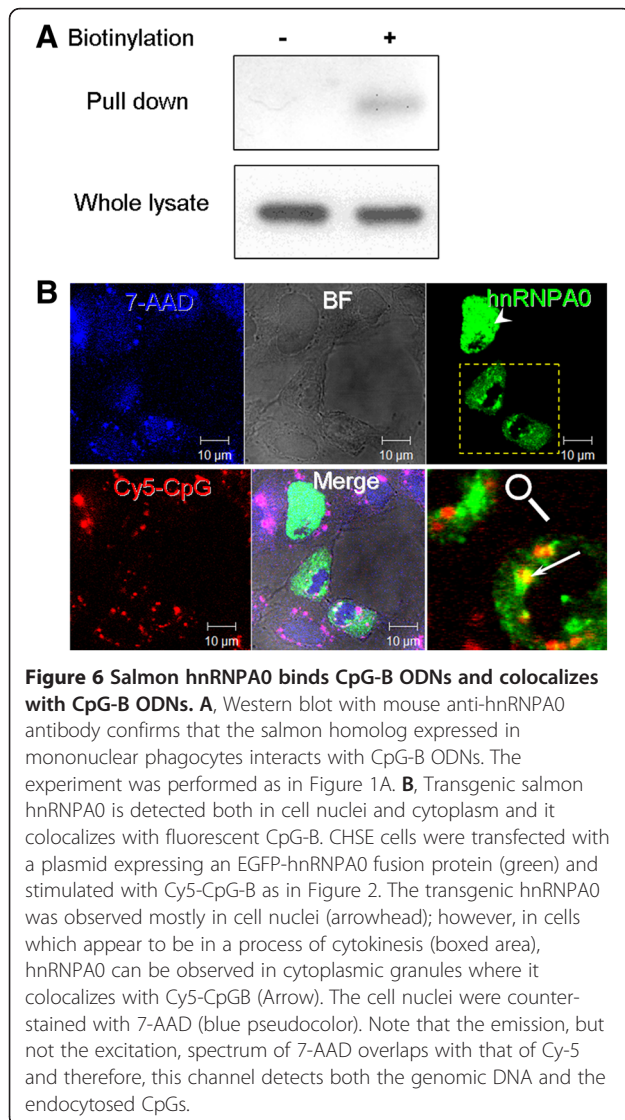 A Biotinylation - +
Pull down
Whole lysate
B
7-AAD BF hnRNPA0
10 µm 10 µm 10 µm
Cy5-CpG Merge
10 µm 10 µm
Figure 6 Salmon hnRNPA0 binds CpG-B ODNs and colocalizes
with CpG-B ODNs. A, Western blot with mouse anti-hnRNPA0
antibody confirms that the salmon homolog expressed in
mononuclear phagocytes interacts with CpG-B ODNs. The
experiment was performed as in Figure 1A. B, Transgenic salmon
hnRNPA0 is detected both in cell nuclei and cytoplasm and it
colocalizes with fluorescent CpG-B. CHSE cells were transfected with
a plasmid expressing an EGFP-hnRNPA0 fusion protein (green) and
stimulated with Cy5-CpG-B as in Figure 2. The transgenic hnRNPA0
was observed mostly in cell nuclei (arrowhead); however, in cells
which appear to be in a process of cytokinesis (boxed area),
hnRNPA0 can be observed in cytoplasmic granules where it
colocalizes with Cy5-CpGB (Arrow). The cell nuclei were counter-
stained with 7-AAD (blue pseudocolor). Note that the emission, but
not the excitation, spectrum of 7-AAD overlaps with that of Cy-5
and therefore, this channel detects both the genomic DNA and the
endocytosed CpGs.